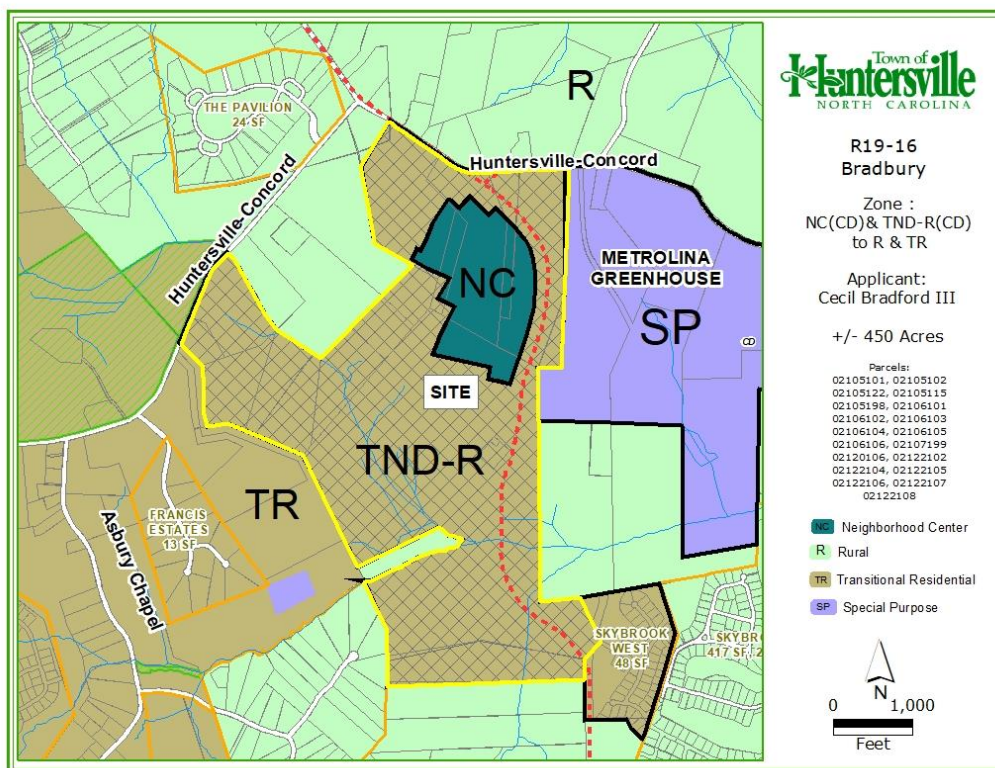 R
THE PAVILION
24 SF
Huntersville-Concord
Huntersville-Concord
METROLINA
GREENHOUSE
NC
SP
CD
SITE
TND-R
TR
FRANCIS
ESTATES
13 SF
Asbury Chapel
SKYBROOK
WEST
48 SF
417 SF, 2
Town of
Huntersville
NORTH CAROLINA
R19-16
Bradbury
Zone :
NC(CD)& TND-R(CD)
to R & TR
Applicant:
Cecil Bradford III
+/- 450 Acres
Parcels:
02105101, 02105102
02105122, 02105115
02105198, 02106101
02106102, 02106103
02106104, 02106105
02106106, 02107199
02120106, 02122102
02122104, 02122105
02122106, 02122107
02122108
NC Neighborhood Center
R Rural
TR Transitional Residential
SP Special Purpose
N
0 1,000
Feet